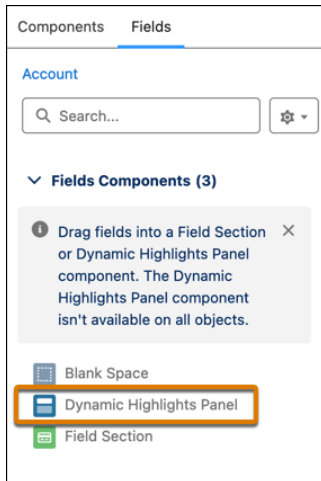 Components Fields
Account
Search...
Fields Components (3)
Drag fields into a Field Section
or Dynamic Highlights Panel
component. The Dynamic
Highlights Panel component
isn't available on all objects.
Blank Space
Dynamic Highlights Panel
Field Section